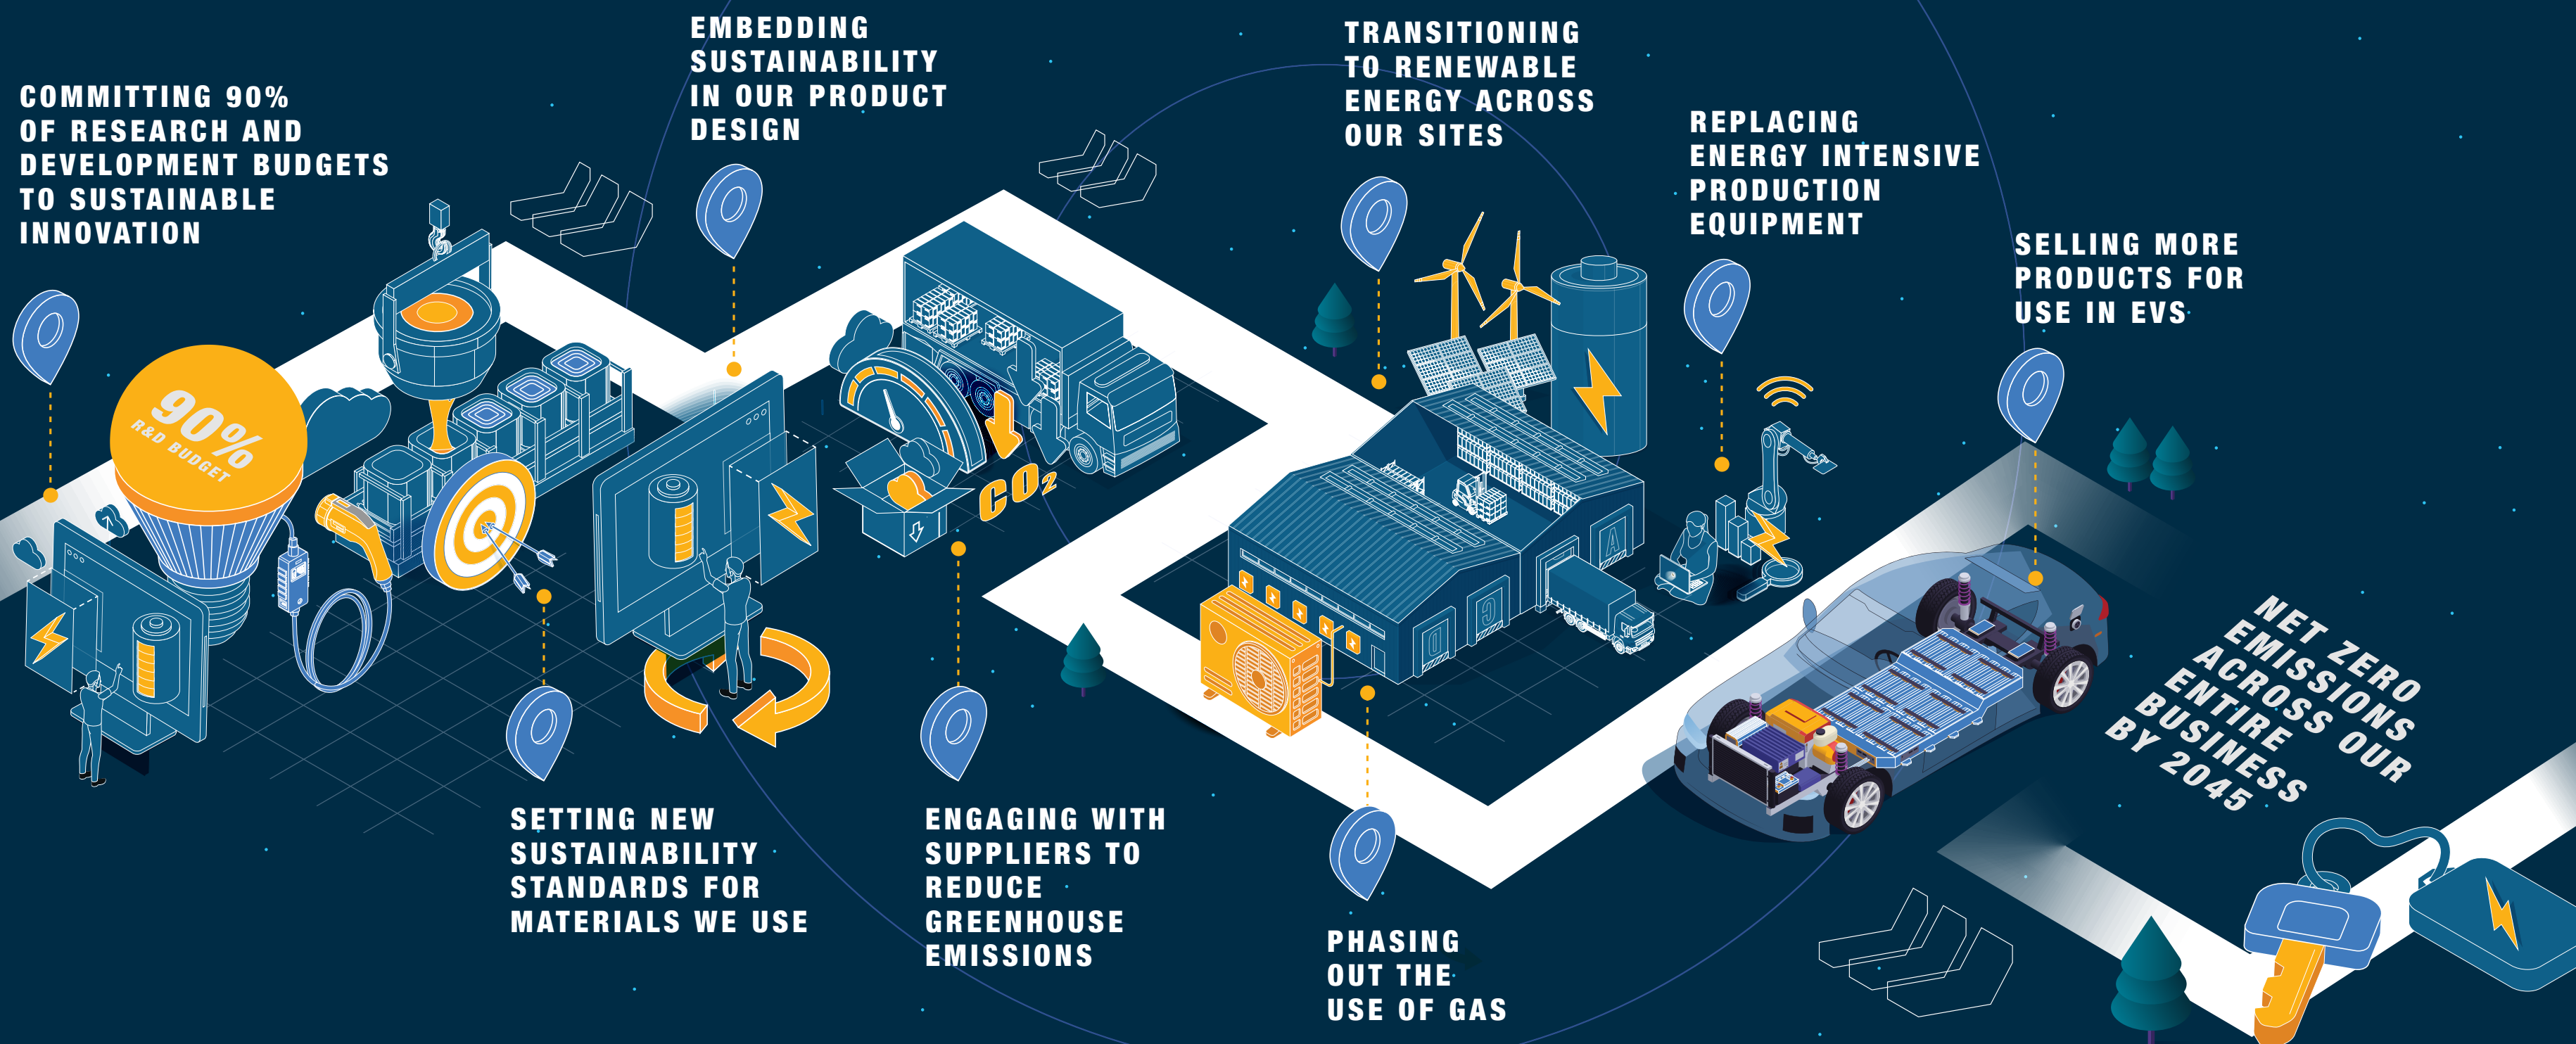 COMMITTING 90%
OF RESEARCH AND
DEVELOPMENT BUDGETS
TO SUSTAINABLE
INNOVATION
90%
R&D BUDGET
SETTING NEW
SUSTAINABILITY
STANDARDS FOR
MATERIALS WE USE
EMBEDDING
SUSTAINABILITY
IN OUR PRODUCT
DESIGN
ENGAGING WITH
SUPPLIERS TO
REDUCE
GREENHOUSE
EMISSIONS
CO2
TRANSITIONING
TO RENEWABLE
ENERGY ACROSS
OUR SITES
A
C
D
PHASING
OUT THE
USE OF GAS
REPLACING
ENERGY INTENSIVE
PRODUCTION
EQUIPMENT
SELLING MORE
PRODUCTS FOR
USE IN EVS
NET ZERO
EMISSIONS
ACROSS OUR
ENTIRE
BUSINESS
BY 2045